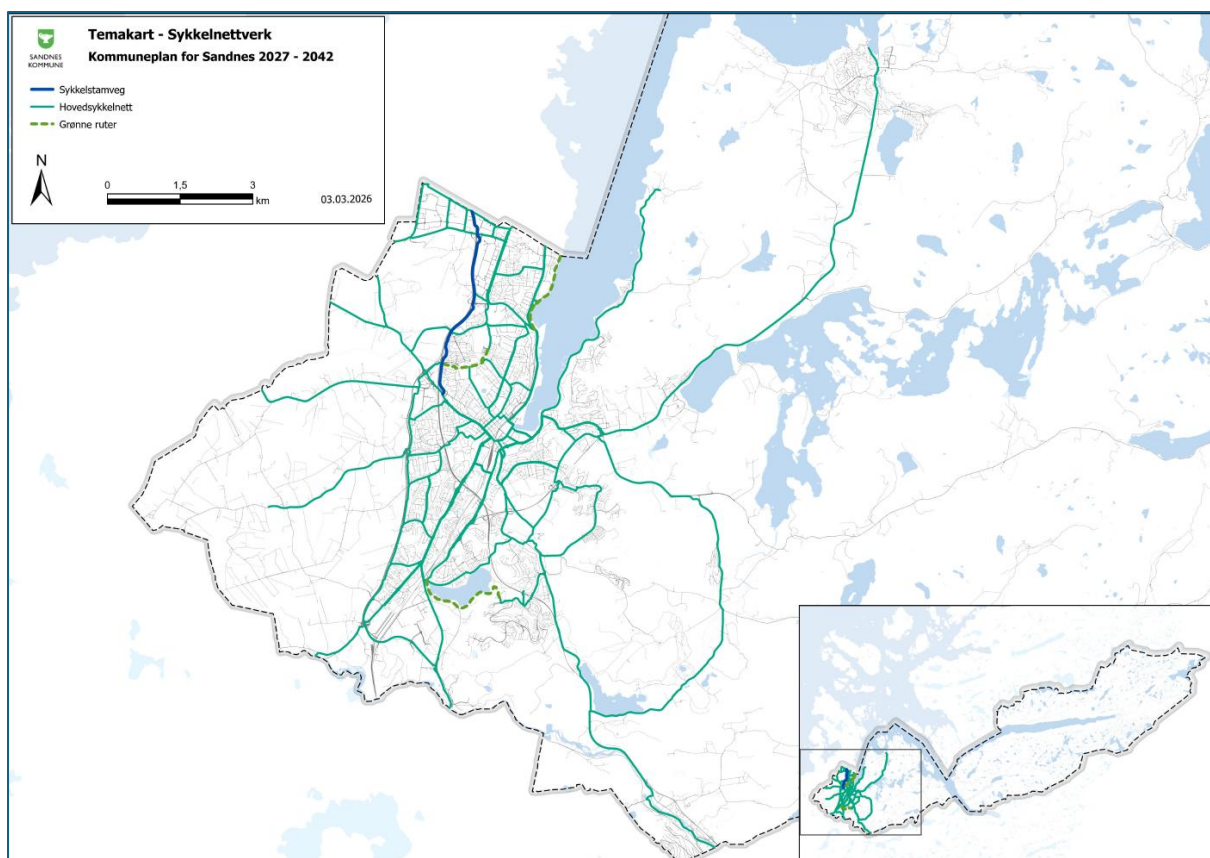 Temakart - Sykkelnettverk
Kommuneplan for Sandnes 2027 - 2042
SANDNES
KOMMUNE
Sykkelstamveg
Hovedsykkelnett
Grønne ruter
N
0 1,5 3
km
03.03.2026